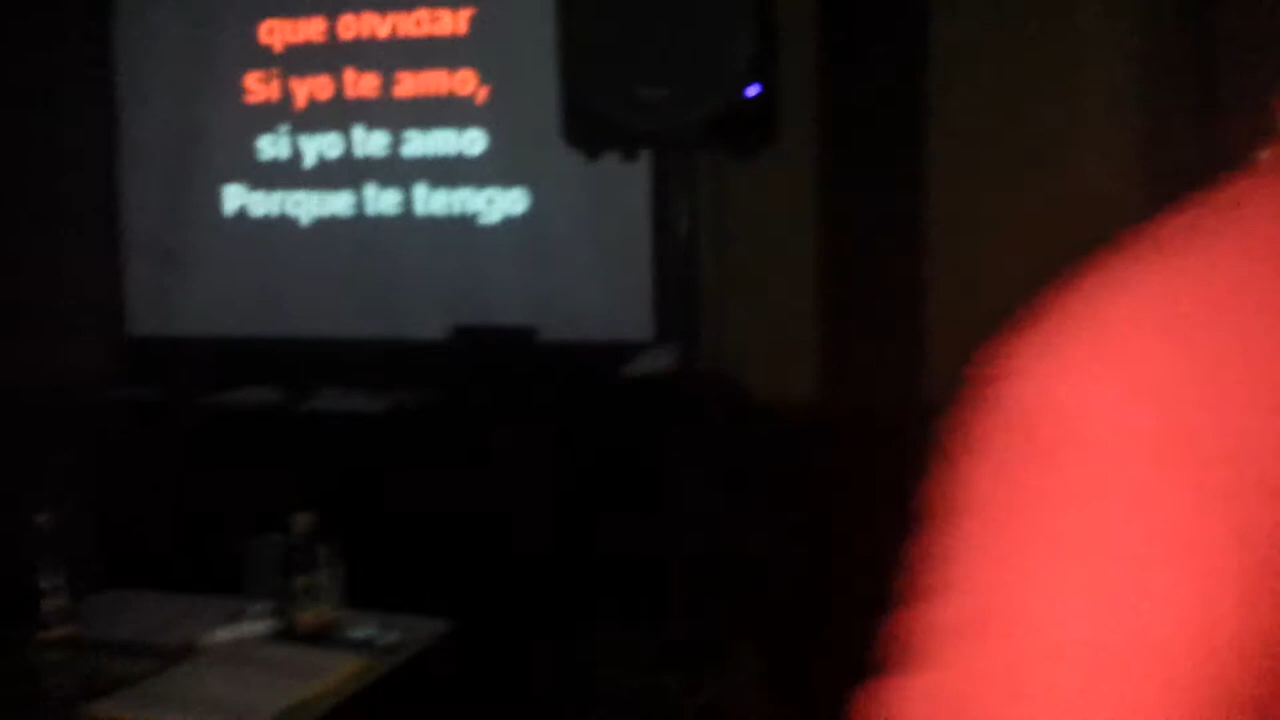 que olvidar
Si yo te amo,
si yo te amo
Porque te tengo